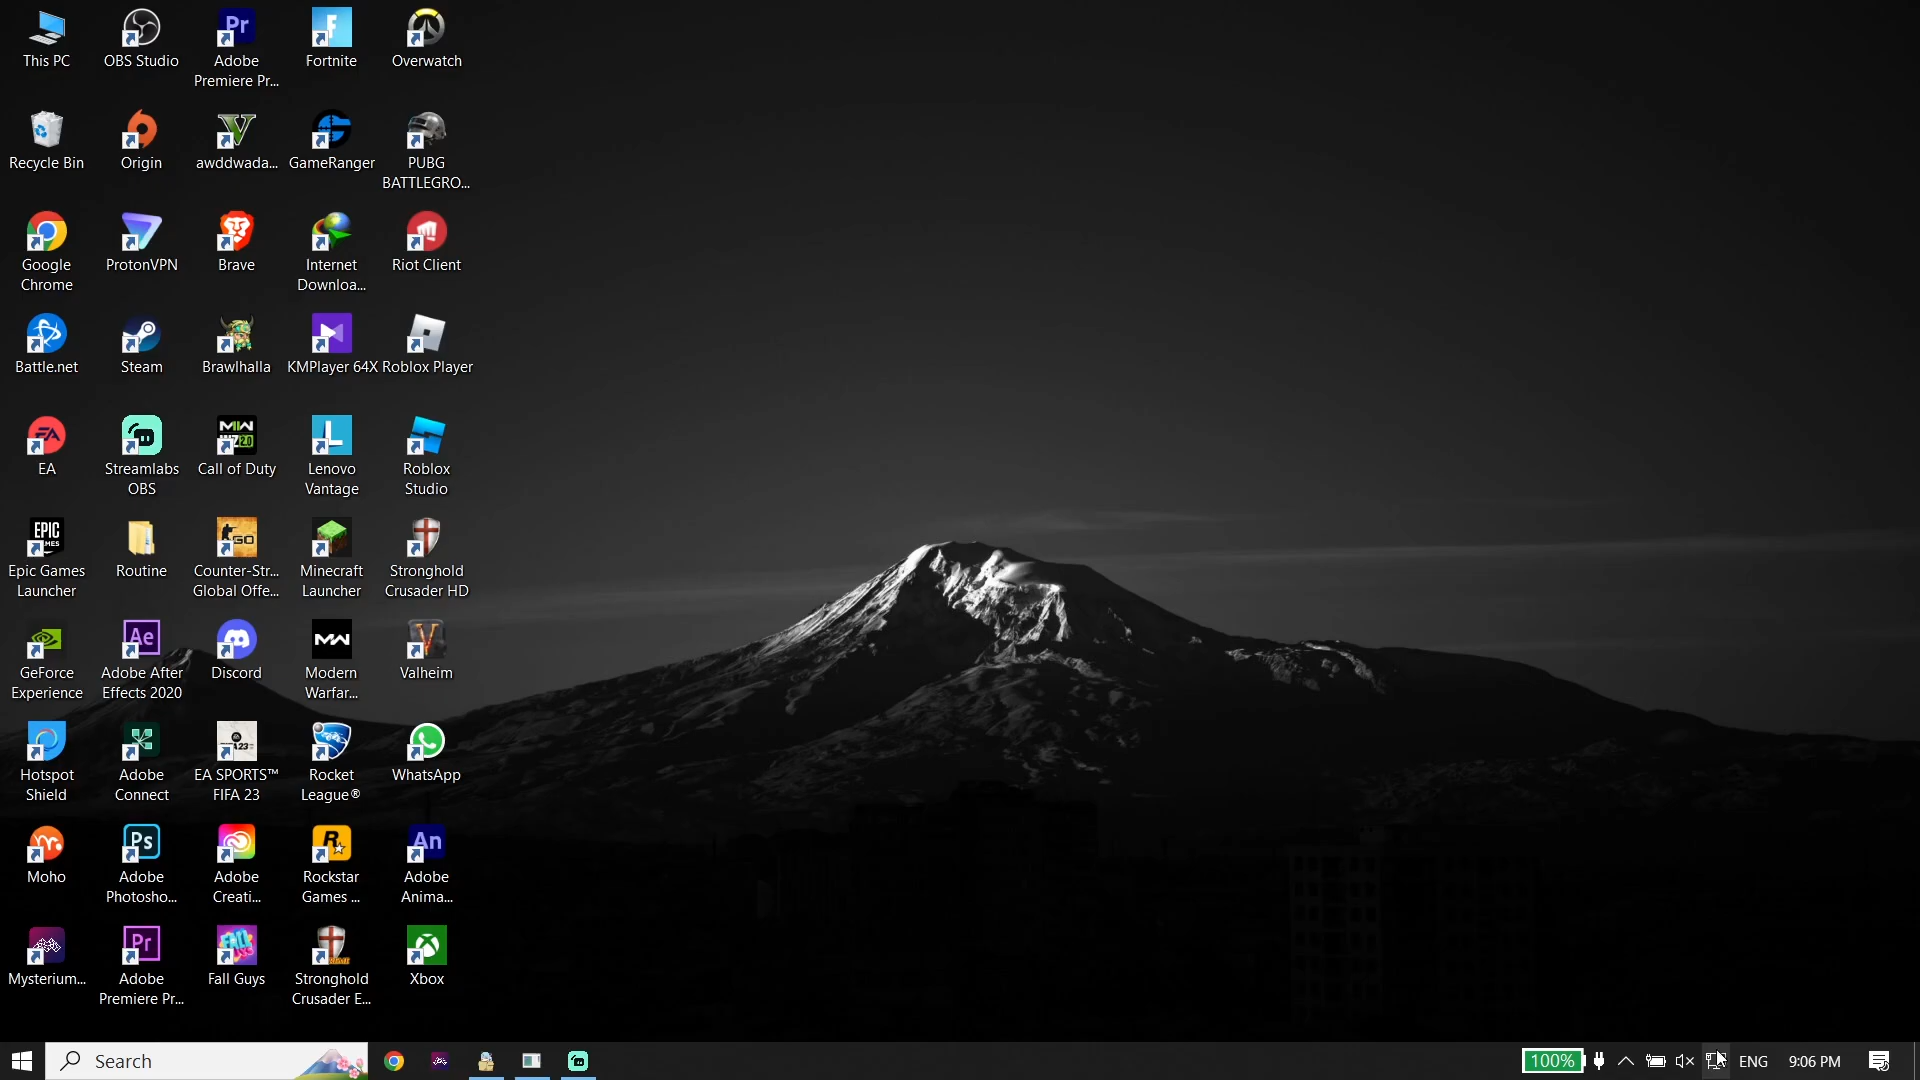 This PC
OBS Studio
Adobe
Premiere Pr...
Fortnite
Overwatch
Recycle Bin
Origin
awddwada...
GameRanger
PUBG
BATTLEGRO...
Google
Chrome
ProtonVPN
Brave
Internet
Downloa...
Riot Client
Battle.net
Steam
Brawlhalla
KMPlayer 64X
Roblox Player
EA
Streamlabs
OBS
Call of Duty
Lenovo
Vantage
Roblox
Studio
Epic Games
Launcher
Routine
Counter-Str...
Global Offe...
Minecraft
Launcher
Stronghold
Crusader HD
GeForce
Experience
Adobe After
Effects 2020
Discord
Modern
Warfar...
Valheim
Hotspot
Shield
Adobe
Connect
EA SPORTS™
FIFA 23
Rocket
League®
WhatsApp
Moho
Adobe
Photosho...
Adobe
Creati...
Rockstar
Games ...
Adobe
Anima...
Mysterium...
Adobe
Premiere Pr...
Fall Guys
Stronghold
Crusader E...
Xbox
Search
100%
ENG
9:06 PM